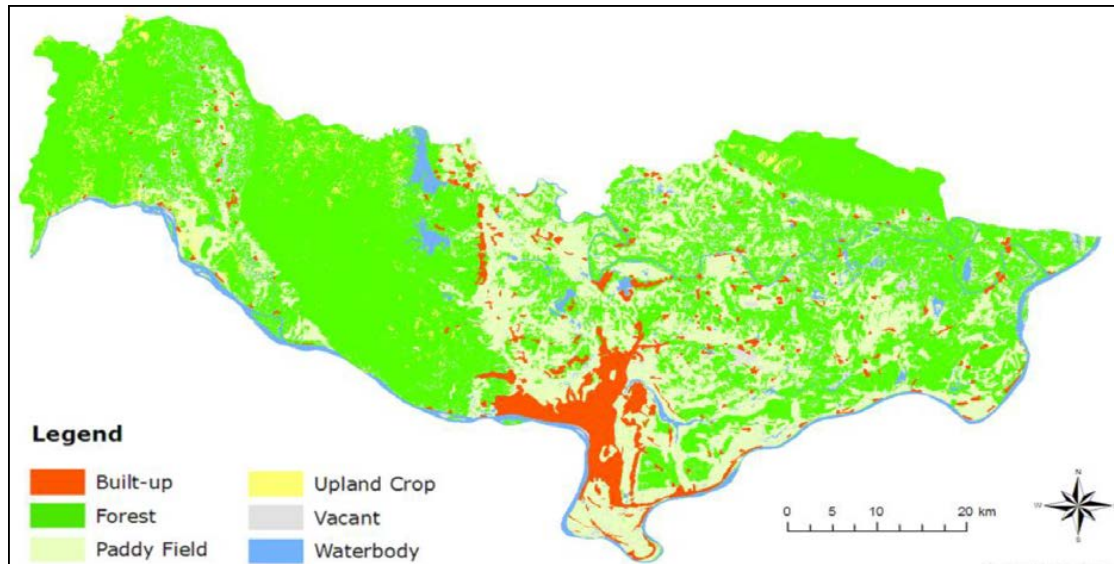 Legend
Built-up
Forest
Paddy Field
Upland Crop
Vacant
Waterbody
0 5 10 20 km
N
W
S